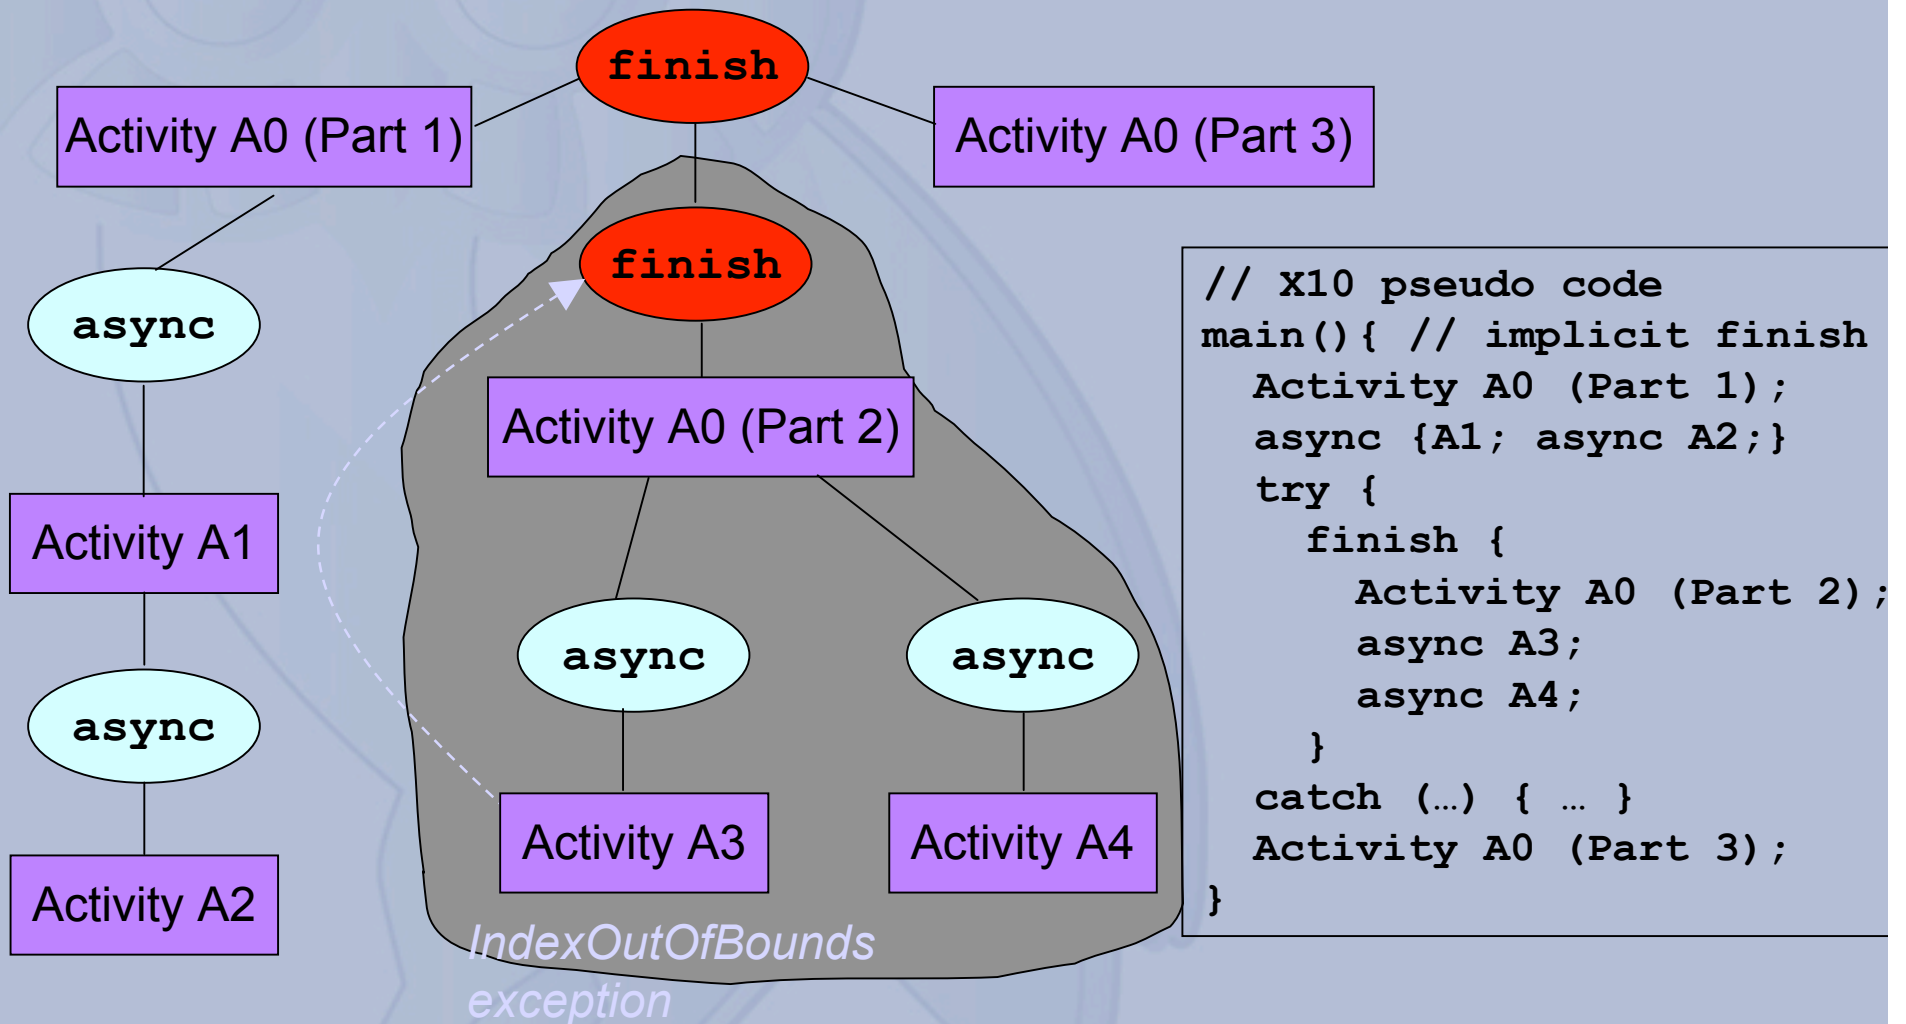 finish
Activity A0 (Part 1)
Activity A0 (Part 3)
finish
async
Activity A0 (Part 2)
Activity A1
async
async
async
Activity A3
Activity A4
Activity A2
IndexOutOfBounds
exception
// X10 pseudo code
main(){ // implicit finish
Activity A0 (Part 1);
async {A1; async A2;}
try {
finish {
Activity A0 (Part 2);
async A3;
async A4;
}
catch (…) { … }
Activity A0 (Part 3);
}